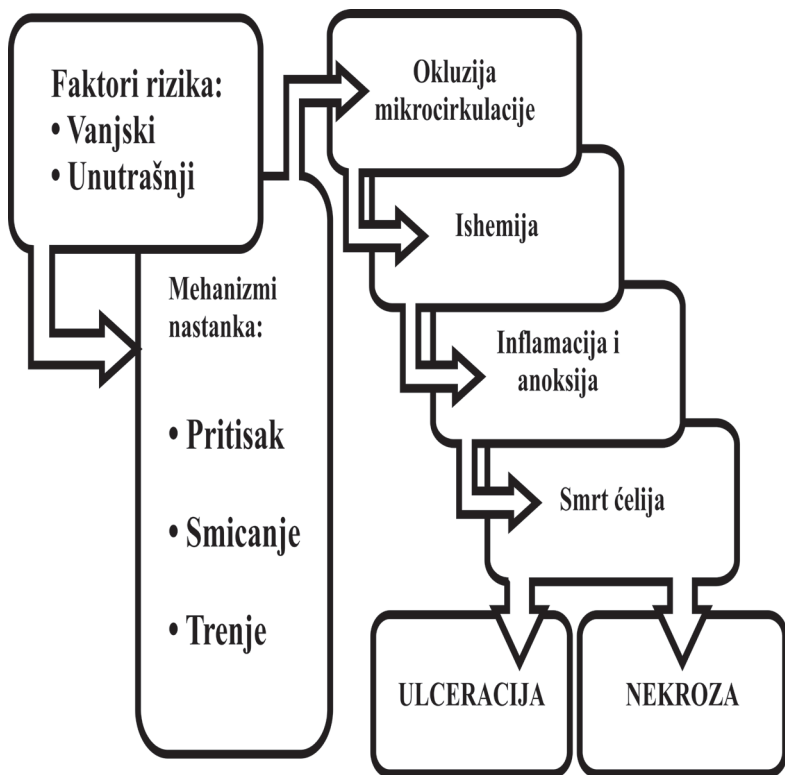 Faktori rizika:
• Vanjski
• Unutrašnji
Mehanizmi
nastanka:
• Pritisak
• Smicanje
• Trenje
Okluzija
mikrocirkulacije
Ishemija
Inflamacija i
anoksija
Smrt ćelija
ULCERACIJA
NEKROZA